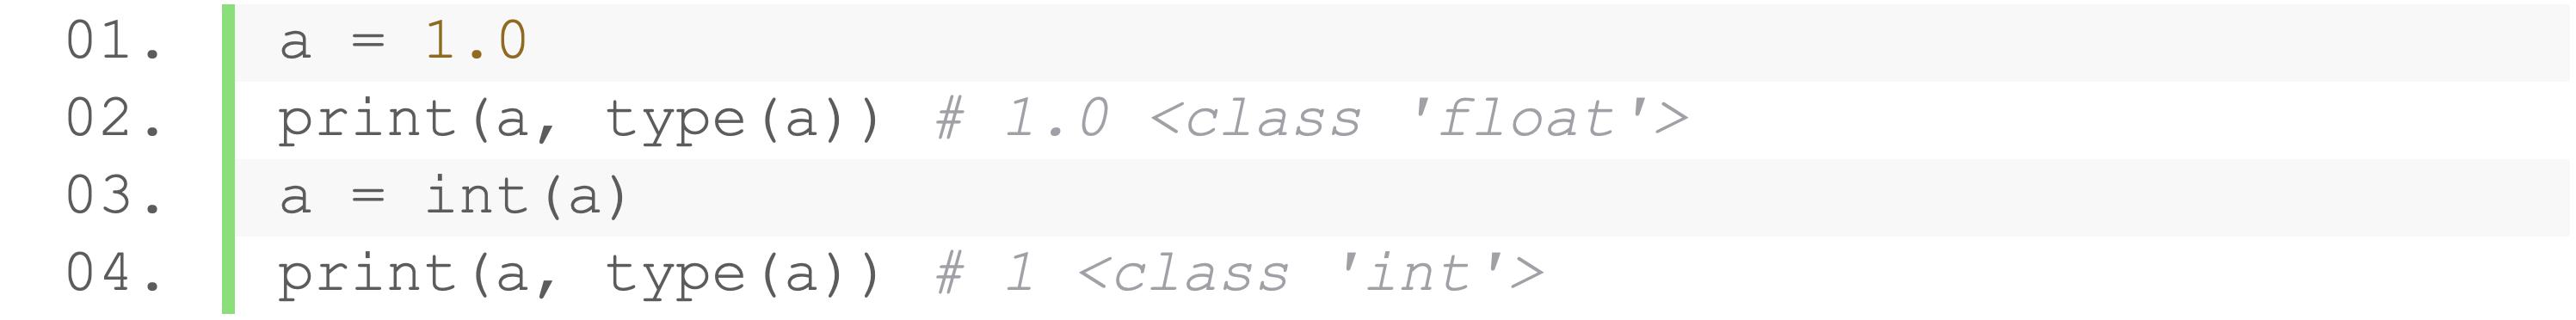 01. a = 1.0
02. print(a, type(a)) # 1.0 <class 'float'>
03. a = int(a)
04. print(a, type(a)) # 1 <class 'int'>